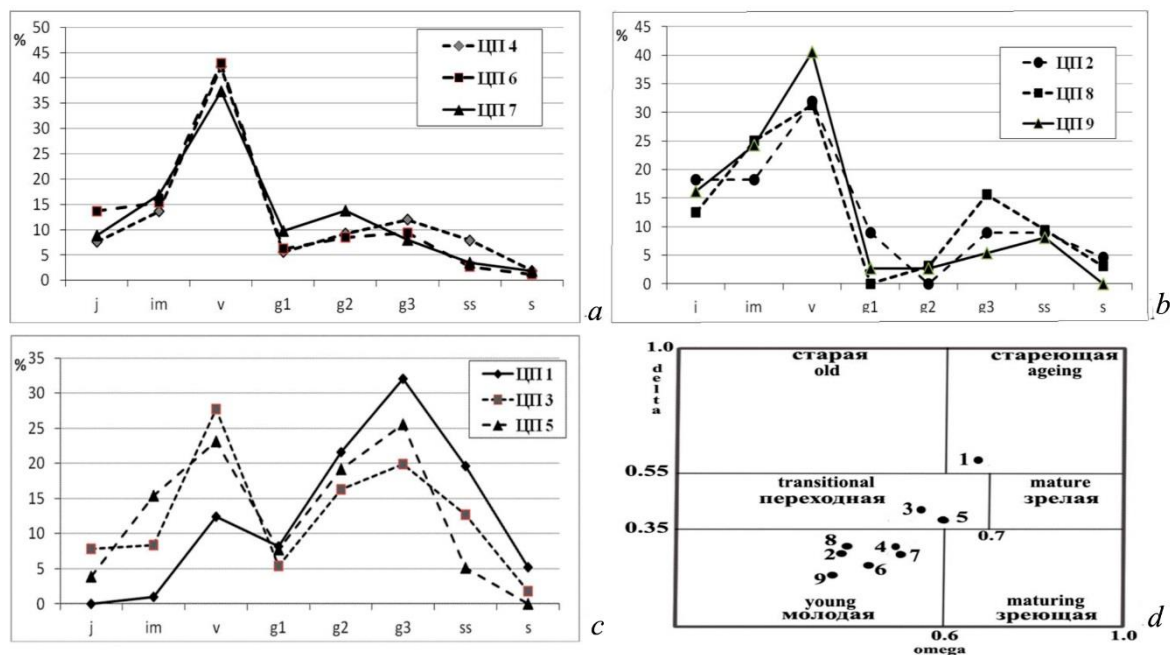 50
45
40
35
30
25
20
15
10
5
0
%
ЦП 4
ЦП 6
ЦП 7
j im v g1 g2 g3 ss s
a
45
40
35
30
25
20
15
10
5
0
%
ЦП 2
ЦП 8
ЦП 9
i im v g1 g2 g3 ss s
b
35
30
25
20
15
10
5
0
%
ЦП 1
ЦП 3
ЦП 5
j im v g1 g2 g3 ss s
c
1.0
delta
старая
old
стареющая
ageing
1
0.55
transitional
переходная
mature
зрелая
3
5
0.35
0.7
8
4
2
7
6
9
young
молодая
maturing
зреющая
0.6
1.0
omega
d